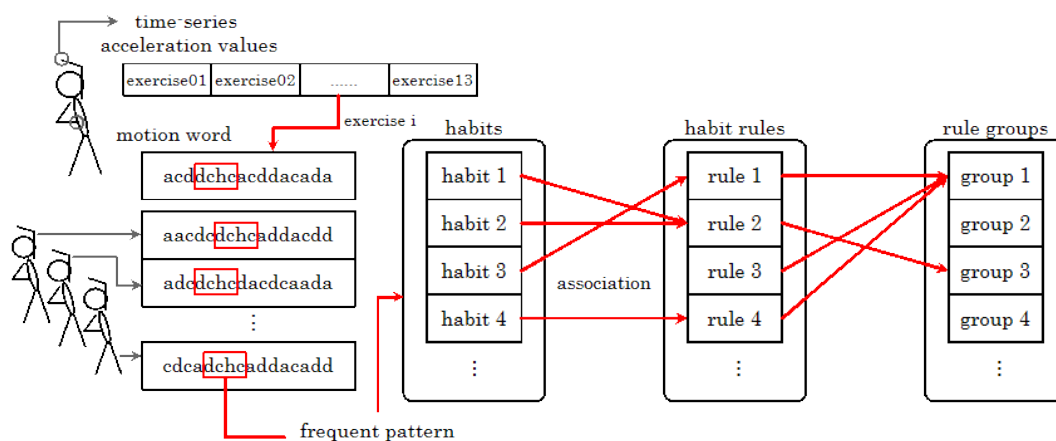 time-series
acceleration values
exercise01 exercise02 ...... exercise13
exercise i
motion word
acddchcacddacada
aacdcdchcaddacdd
adcdchcdacdcaada
⋮
cdcadchcaddacadd
frequent pattern
habits
habit 1
habit 2
habit 3
habit 4
⋮
association
habit rules
rule 1
rule 2
rule 3
rule 4
⋮
rule groups
group 1
group 2
group 3
group 4
⋮